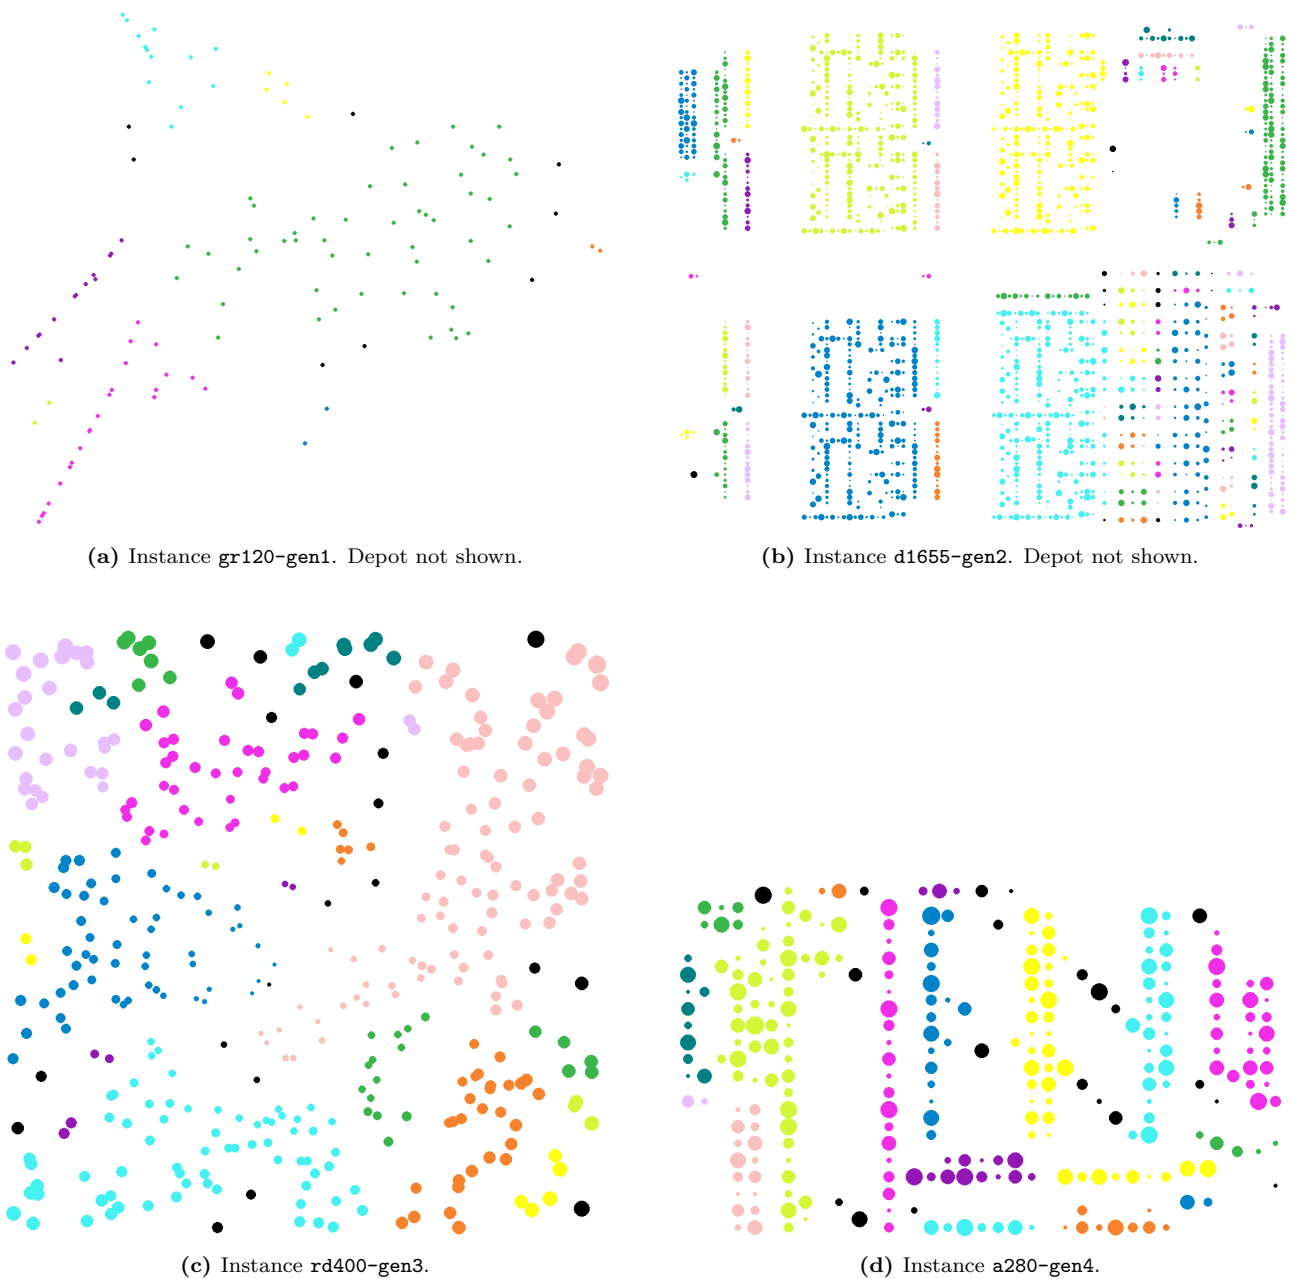 (a) Instance gr120-gen1. Depot not shown.
(b) Instance d1655-gen2. Depot not shown.
(c) Instance rd400-gen3.
(d) Instance a280-gen4.